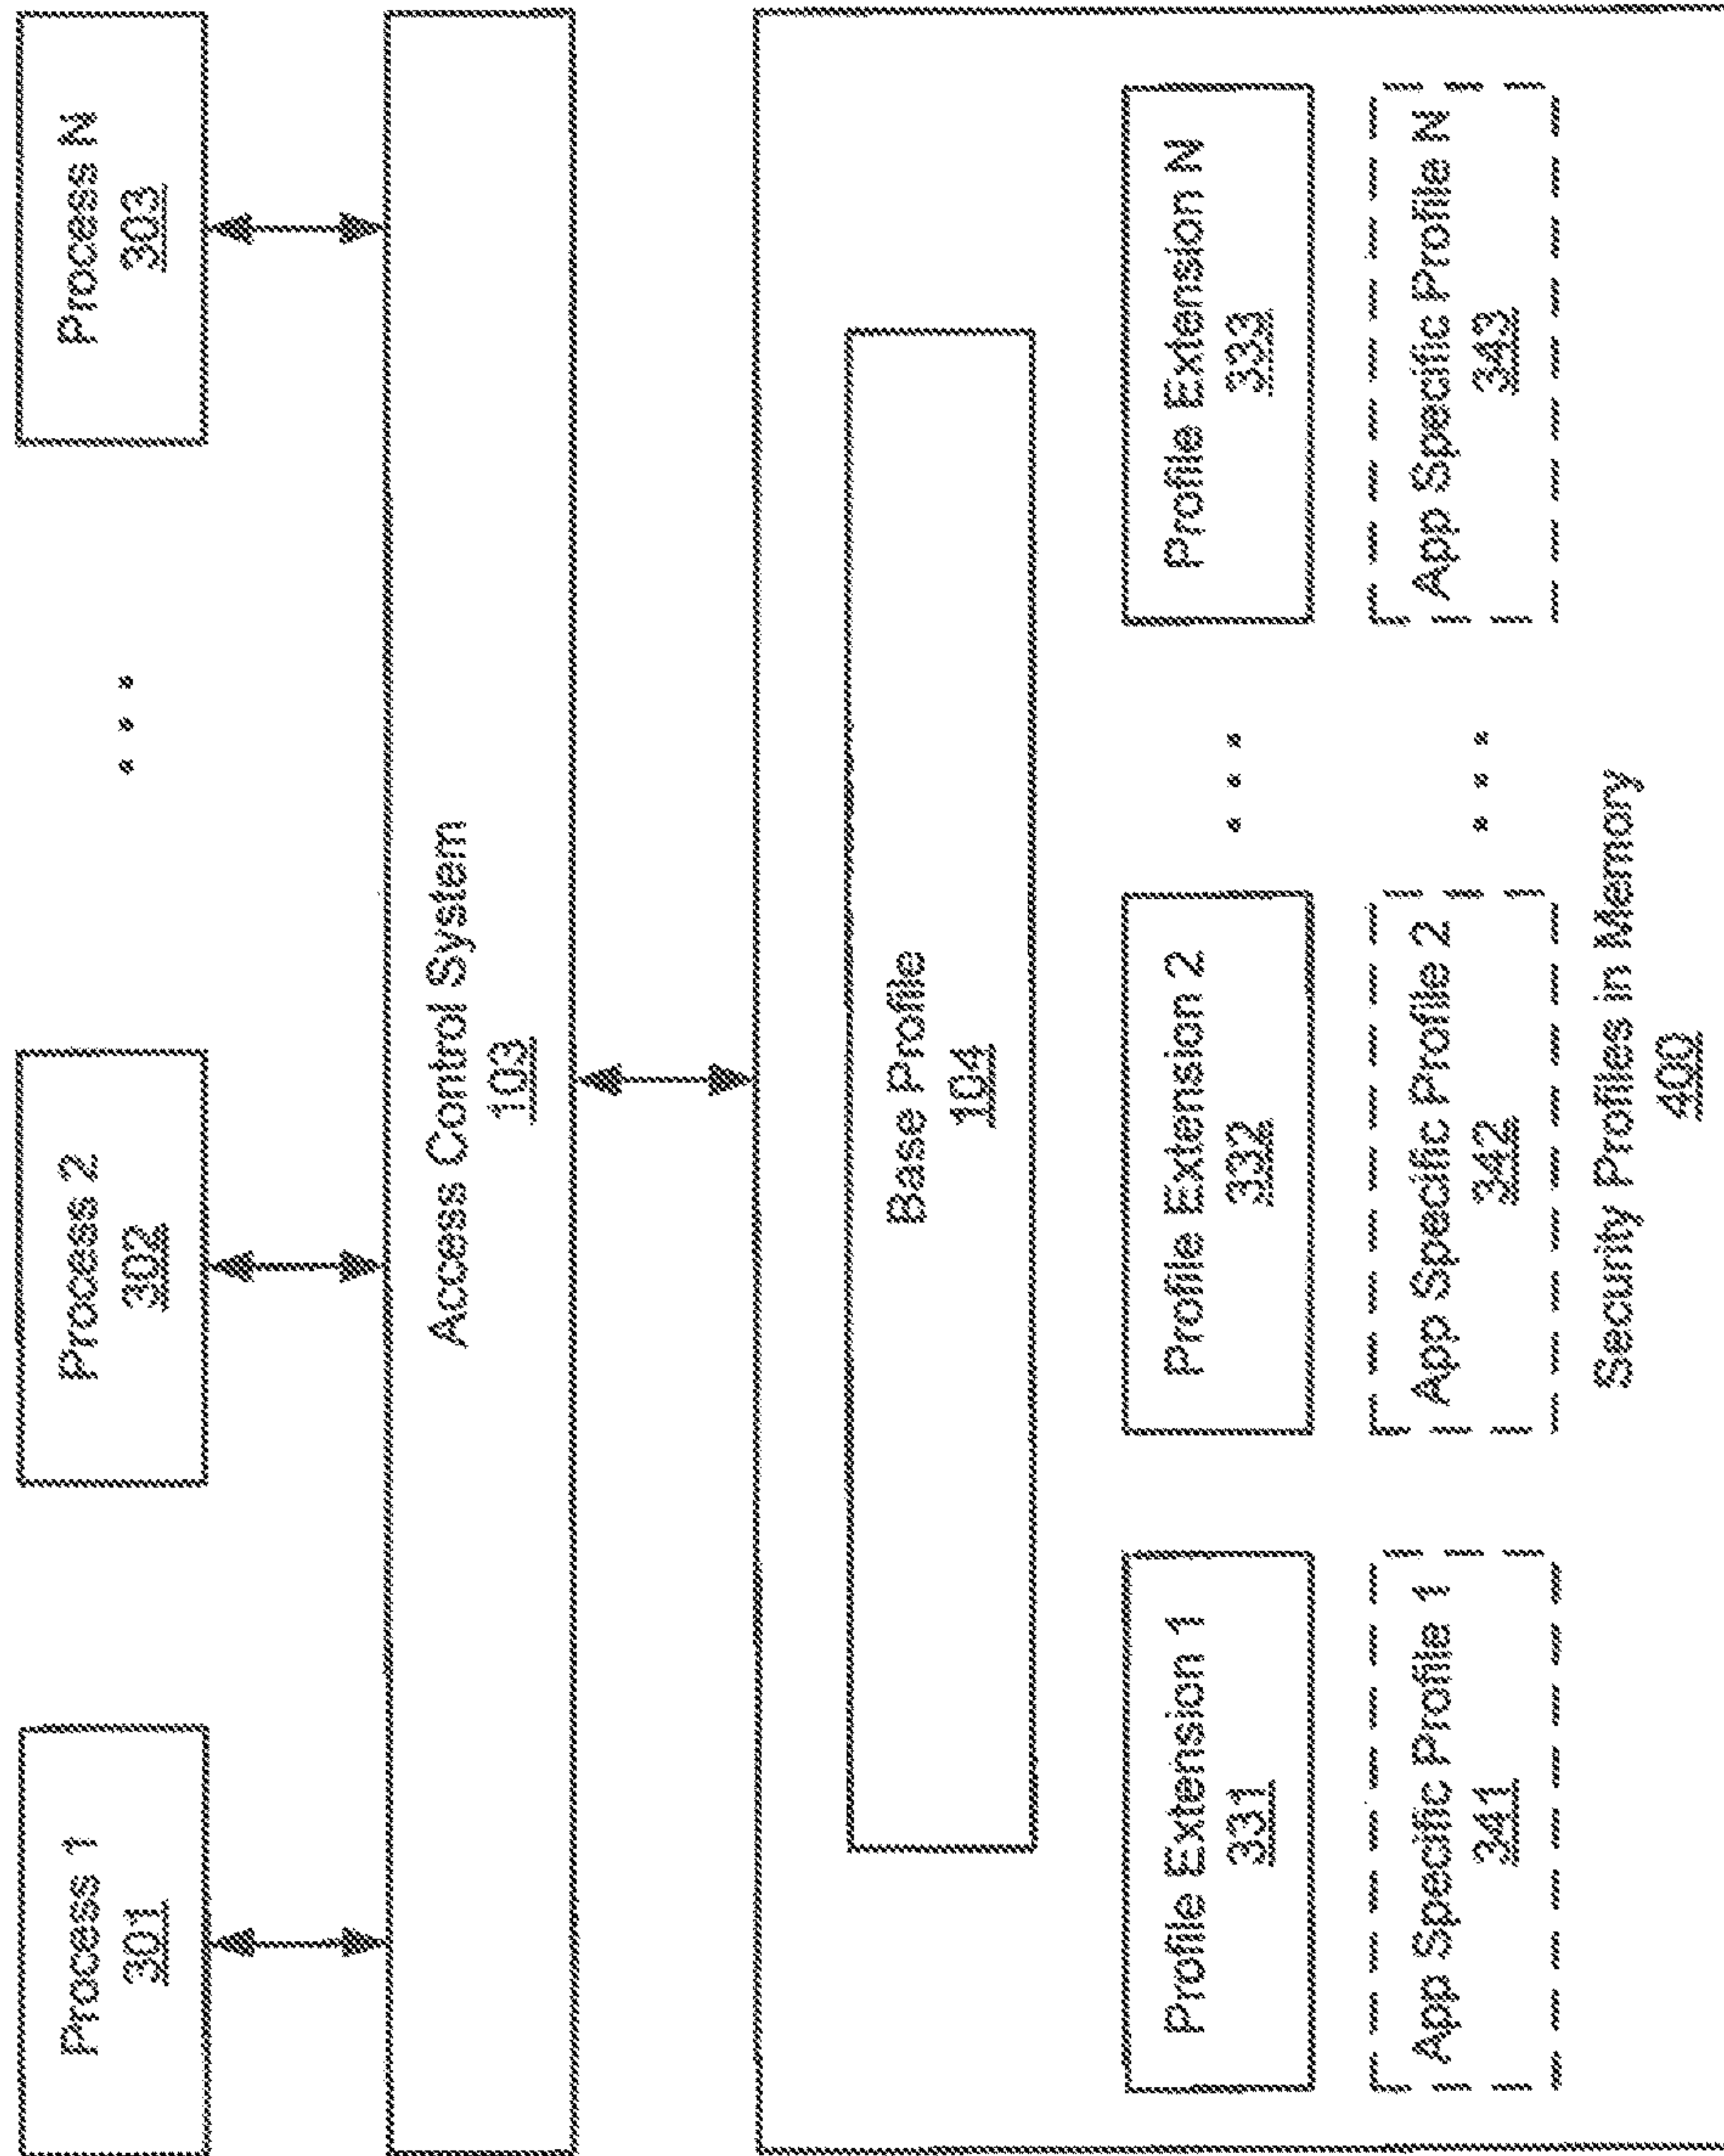 Process 1
301
Process 2
302
. . .
Process N
303
Access Control System
103
Base Profile
104
Profile Extension 1
331
Profile Extension 2
332
. . .
Profile Extension N
333
App Specific Profile 1
341
App Specific Profile 2
342
. . .
App Specific Profile N
343
Security Profiles in Memory
400